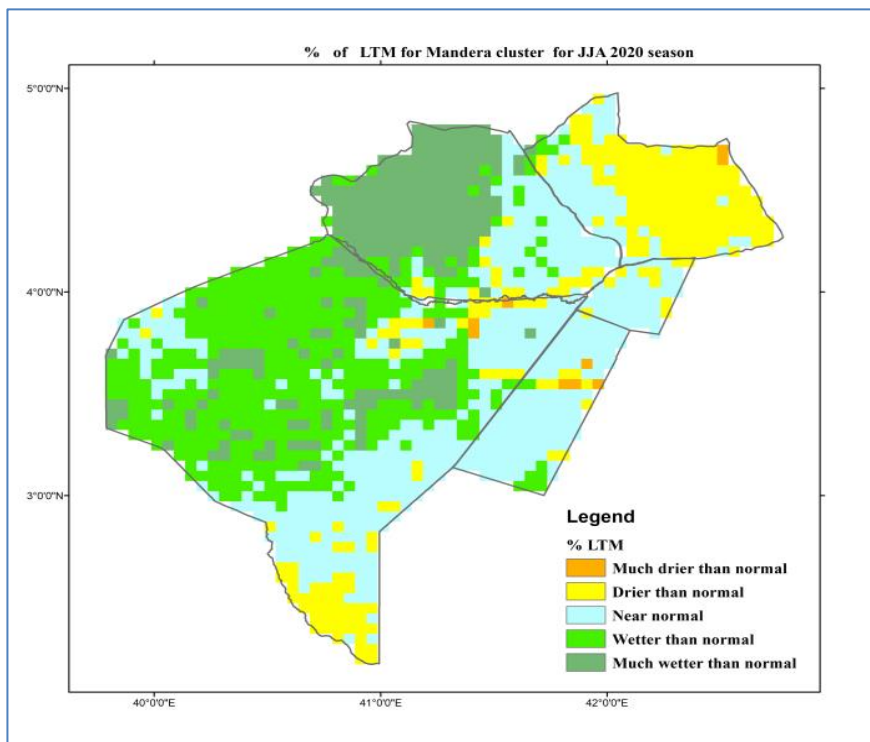 % of LTM for Mandera cluster for JJA 2020 season
5°0'0"N
4°0'0"N
3°0'0"N
Legend
% LTM
Much drier than normal
Drier than normal
Near normal
Wetter than normal
Much wetter than normal
40°0'0"E
41°0'0"E
42°0'0"E